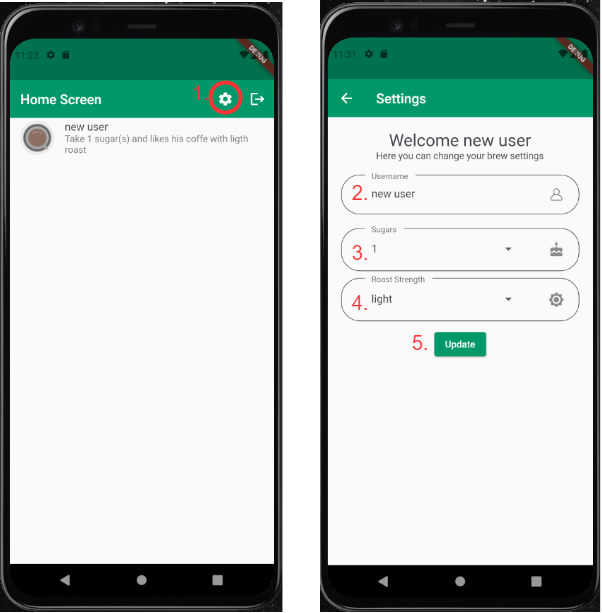 11:23
DEBUG
Home Screen
1.
new user
Take 1 sugar(s) and likes his coffe with ligth
roast
11:31
DEBUG
Settings
Welcome new user
Here you can change your brew settings
Username
2. new user
Sugars
3. 1
Roast Strength
4. light
5. Update